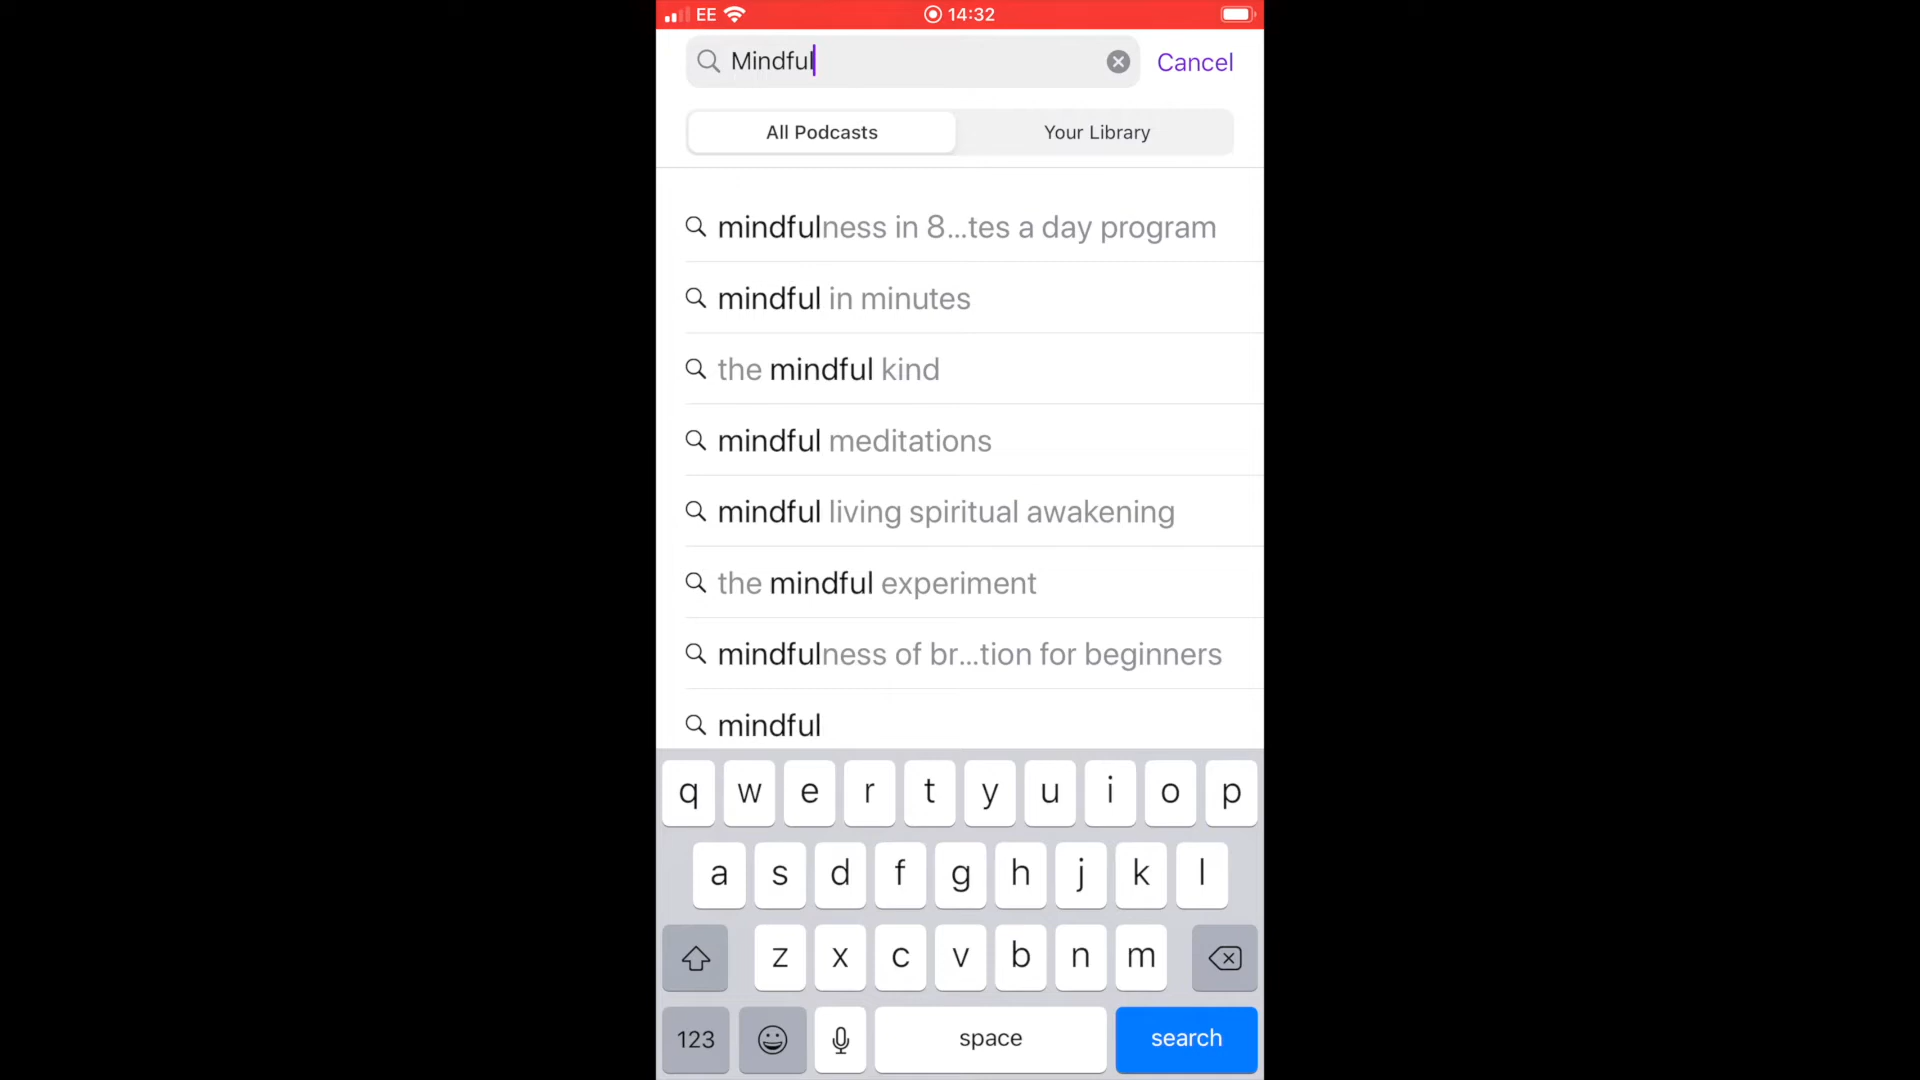 EE 14:32
Mindful Cancel
All Podcasts Your Library
mindfulness in 8...tes a day program
mindful in minutes
the mindful kind
mindful meditations
mindful living spiritual awakening
the mindful experiment
mindfulness of br...tion for beginners
mindful
q w e r t y u i o p
a s d f g h j k l
z x c v b n m
123 space search